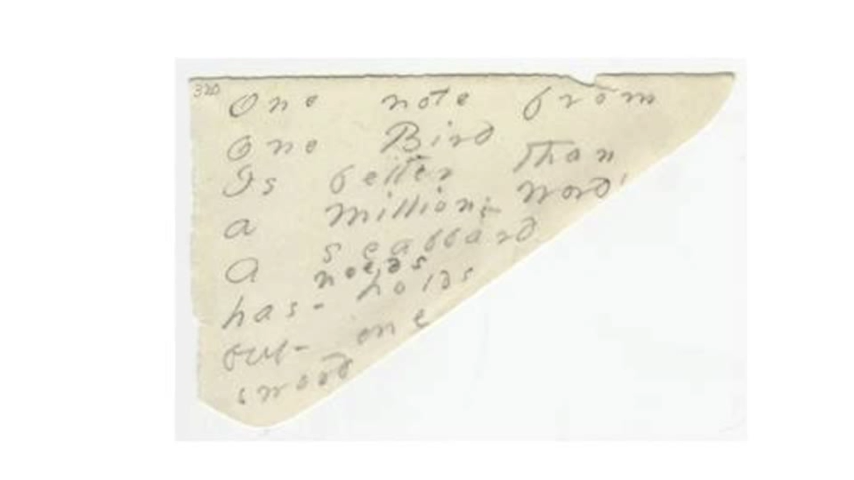 320
One note from
One Bird
Is better than
a million word
A scabbard
needs
has - holds
but - one
sword